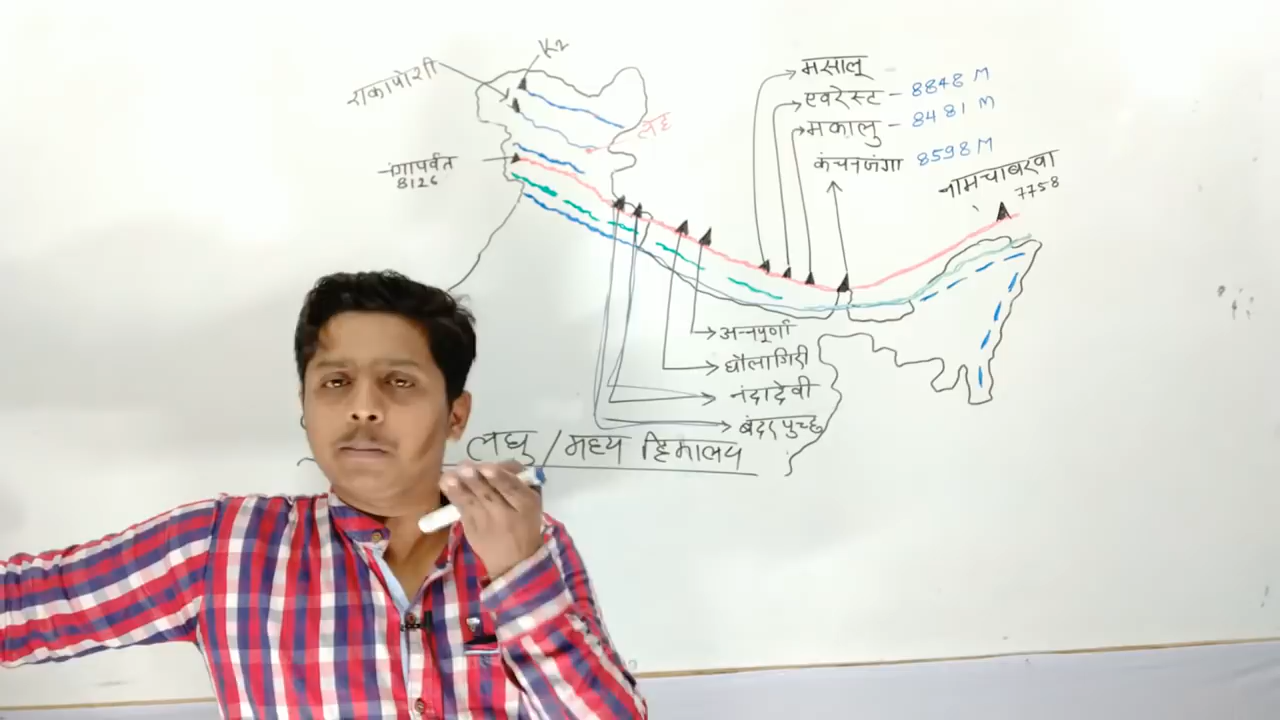 K2
राकापोशी
लेह
नंगापर्वत
8126
मसालू
एवरेस्ट - 8848 M
मकालु - 8481 M
कंचनजंगा 8598 M
नामचाबरवा
7758
अन्नपूर्णा
धौलागिरी
नंदादेवी
बंदरपुच्छ
लघु/मध्य हिमालय